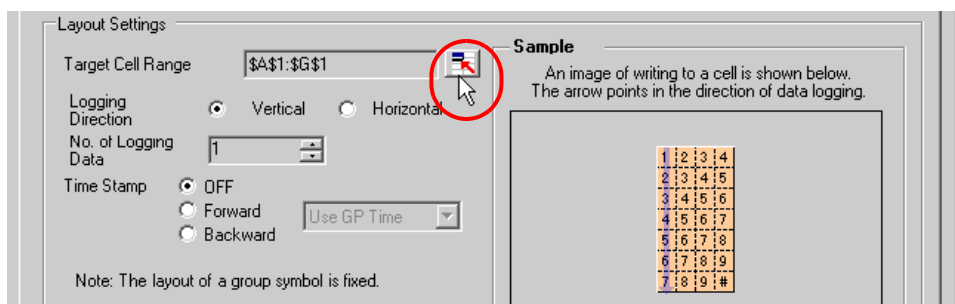 Layout Settings
Target Cell Range $A$1:$G$1
Logging Direction Vertical Horizontal
No. of Logging Data 1
Time Stamp OFF
Forward Use GP Time
Backward
Note: The layout of a group symbol is fixed.
Sample
An image of writing to a cell is shown below.
The arrow points in the direction of data logging.
1 2 3 4
2 3 4 5
3 4 5 6
4 5 6 7
5 6 7 8
6 7 8 9
7 8 9 #